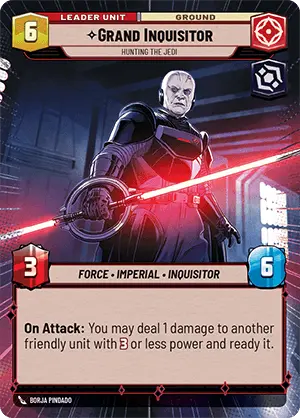 LEADER UNIT GROUND
6 GRAND INQUISITOR
HUNTING THE JEDI
3 6
FORCE • IMPERIAL • INQUISITOR
On Attack: You may deal 1 damage to another
friendly unit with 3 or less power and ready it.
BORJA PINDADO